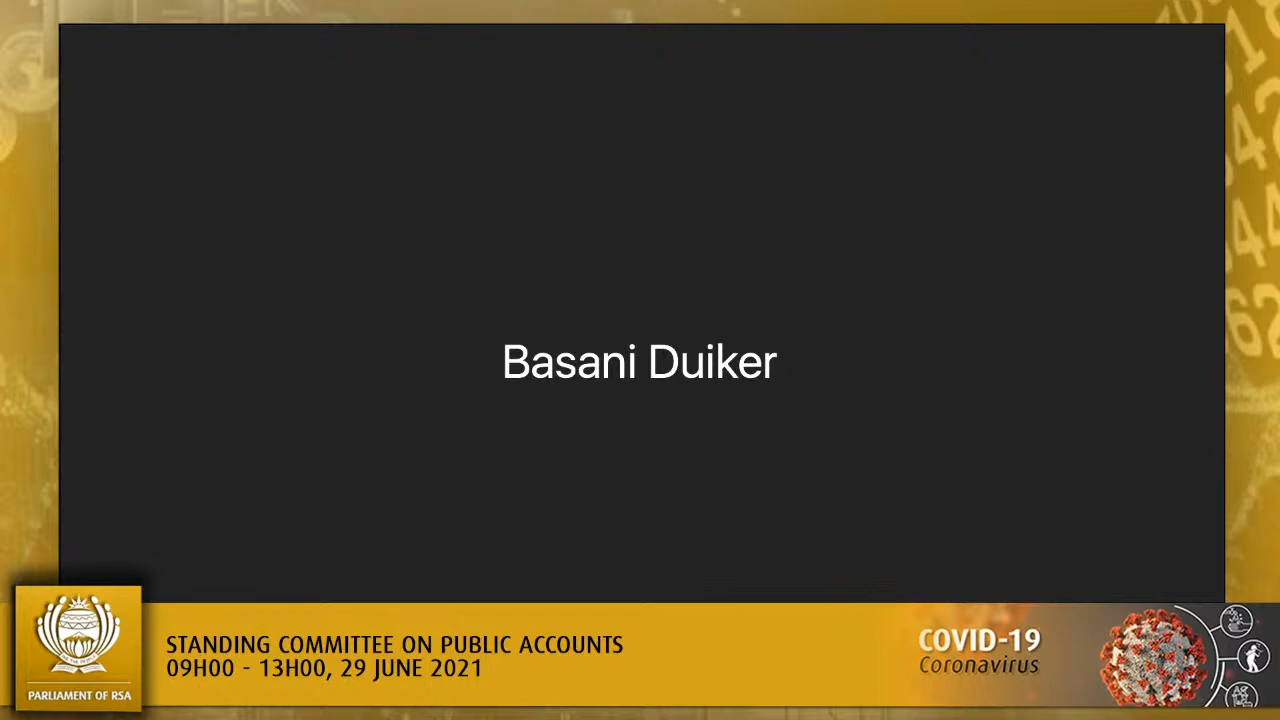 Basani Duiker
STANDING COMMITTEE ON PUBLIC ACCOUNTS
09H00 - 13H00, 29 JUNE 2021
PARLIAMENT OF RSA
COVID-19
Coronavirus